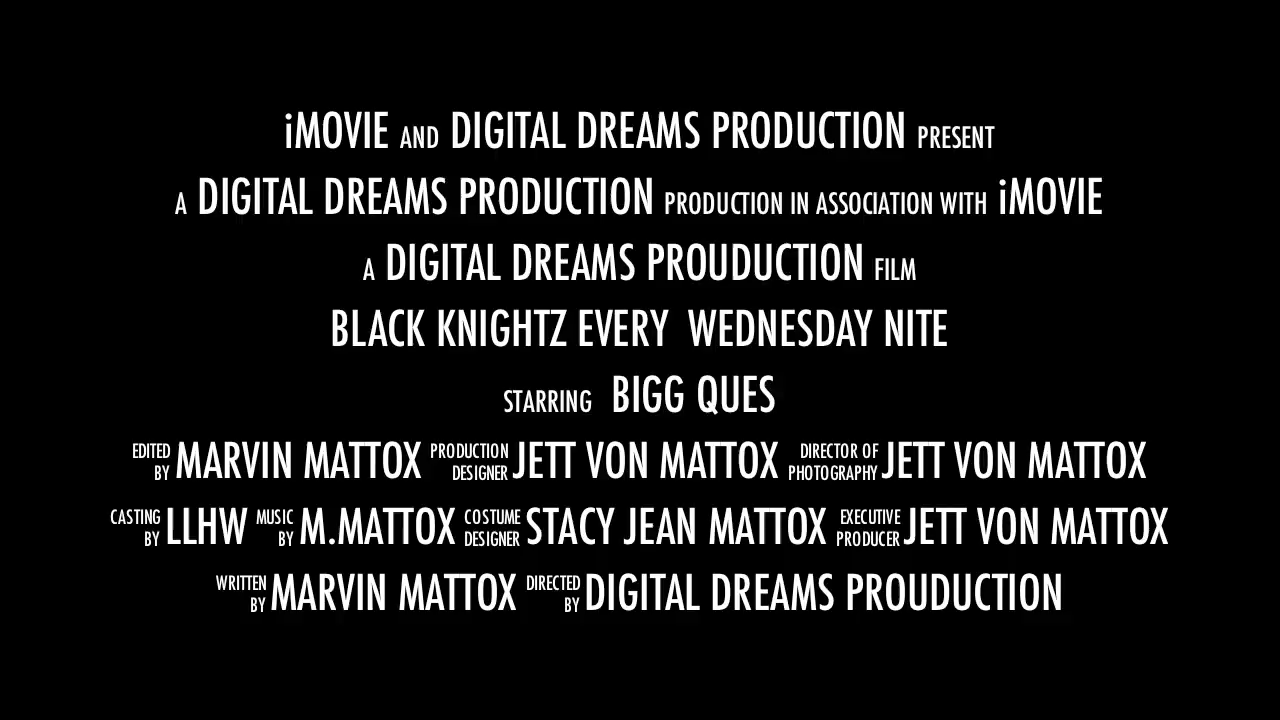 iMOVIE AND DIGITAL DREAMS PRODUCTION PRESENT
A DIGITAL DREAMS PRODUCTION PRODUCTION IN ASSOCIATION WITH iMOVIE
A DIGITAL DREAMS PROUDUCTION FILM
BLACK KNIGHTZ EVERY  WEDNESDAY NITE
STARRING  BIGG QUES
EDITED BY MARVIN MATTOX PRODUCTION DESIGNER JETT VON MATTOX DIRECTOR OF PHOTOGRAPHY JETT VON MATTOX
CASTING BY LLHW MUSIC BY M.MATTOX COSTUME DESIGNER STACY JEAN MATTOX EXECUTIVE PRODUCER JETT VON MATTOX
WRITTEN BY MARVIN MATTOX DIRECTED BY DIGITAL DREAMS PROUDUCTION